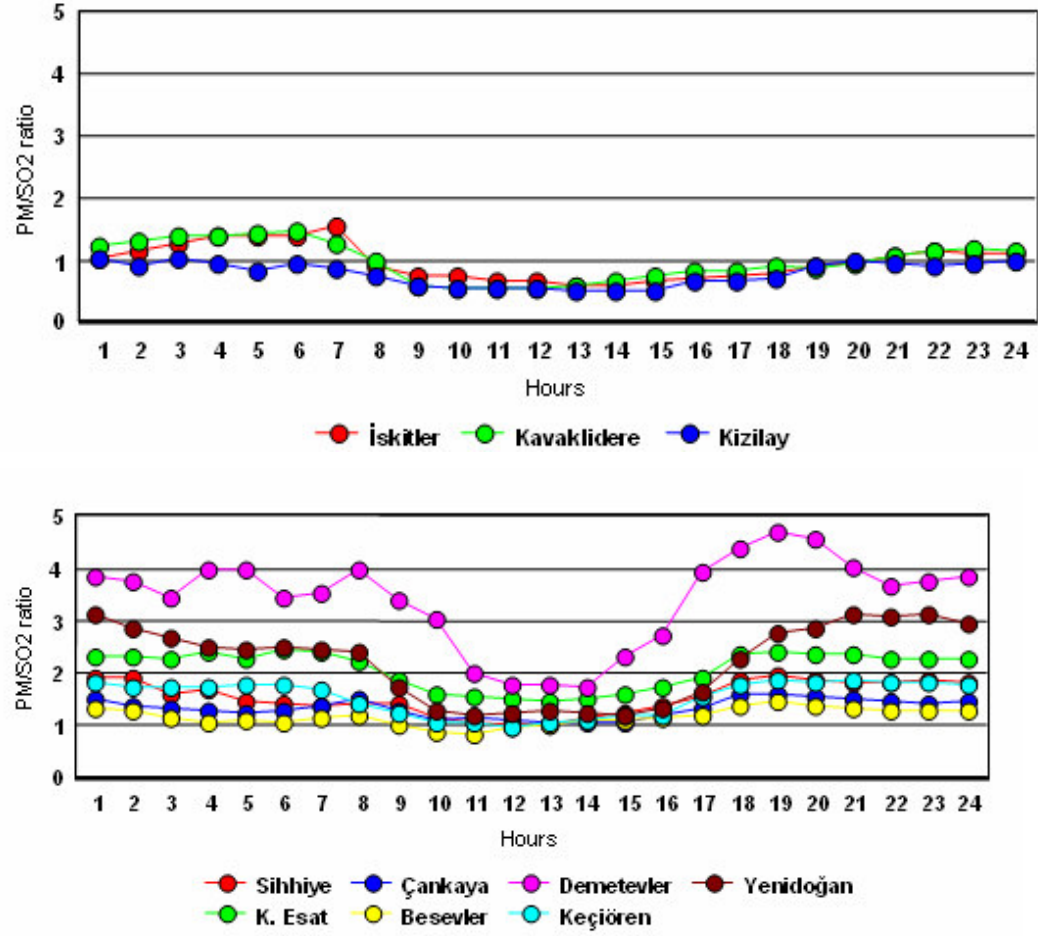 5
4
3
2
1
0
PM/SO2 ratio
1 2 3 4 5 6 7 8 9 10 11 12 13 14 15 16 17 18 19 20 21 22 23 24
Hours
İskitler Kavaklidere Kizilay
5
4
3
2
1
0
PM/SO2 ratio
1 2 3 4 5 6 7 8 9 10 11 12 13 14 15 16 17 18 19 20 21 22 23 24
Hours
Sihhiye Çankaya Demetevler Yenidoğan
K. Esat Besevler Keçiören